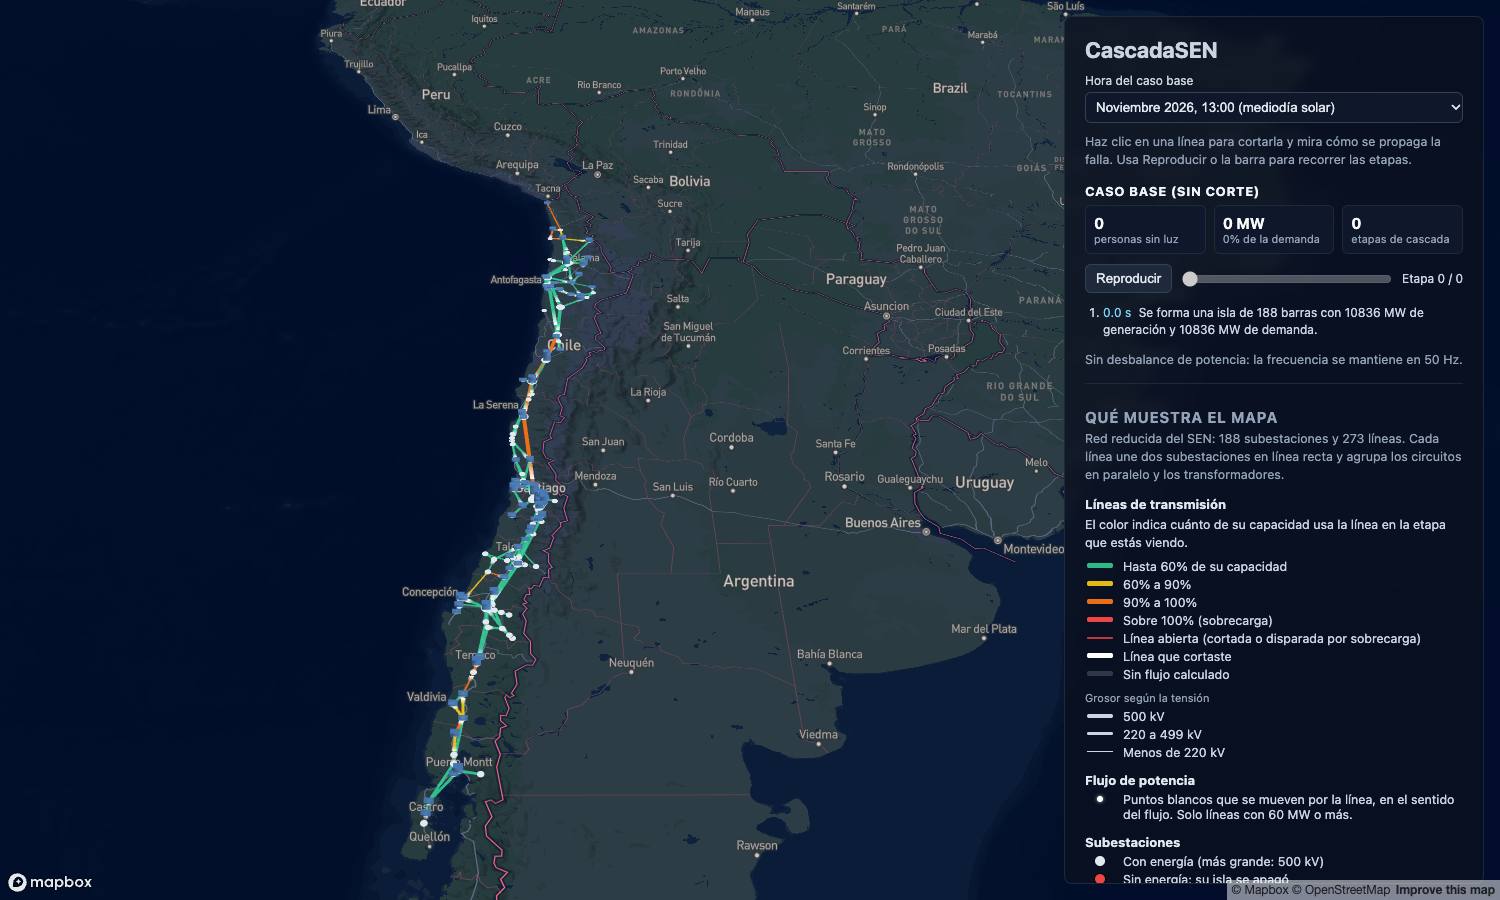 CascadaSEN
Hora del caso base
Noviembre 2026, 13:00 (mediodía solar)
Haz clic en una línea para cortarla y mira cómo se propaga la
falla. Usa Reproducir o la barra para recorrer las etapas.
CASO BASE (SIN CORTE)
0
personas sin luz
0 MW
0% de la demanda
0
etapas de cascada
Reproducir
Etapa 0 / 0
1. 0.0 s Se forma una isla de 188 barras con 10836 MW de
generación y 10836 MW de demanda.
Sin desbalance de potencia: la frecuencia se mantiene en 50 Hz.
QUÉ MUESTRA EL MAPA
Red reducida del SEN: 188 subestaciones y 273 líneas. Cada
línea une dos subestaciones en línea recta y agrupa los circuitos
en paralelo y los transformadores.
Líneas de transmisión
El color indica cuánto de su capacidad usa la línea en la etapa
que estás viendo.
Hasta 60% de su capacidad
60% a 90%
90% a 100%
Sobre 100% (sobrecarga)
Línea abierta (cortada o disparada por sobrecarga)
Línea que cortaste
Sin flujo calculado
Grosor según la tensión
500 kV
220 a 499 kV
Menos de 220 kV
Flujo de potencia
Puntos blancos que se mueven por la línea, en el sentido
del flujo. Solo líneas con 60 MW o más.
Subestaciones
Con energía (más grande: 500 kV)
Sin energía: su isla se apagó
© Mapbox © OpenStreetMap Improve this map
mapbox
Ecuador
Iquitos
Manaus
Santarém
São Luís
Piura
AMAZONAS
PARÁ
Marabá
Trujillo
Pucallpa
Porto Velho
ACRE
Rio Branco
RONDÔNIA
Peru
Brazil
TOCANTINS
Lima
Sinop
Ica
Cuzco
MATO
GROSSO
Trinidad
Arequipa
La Paz
Rondonópolis
GOIÁS
Tacna
Sacaba
Bolivia
Sucre
MATO
GROSSO
DO SUL
Tarija
Pedro Juan
Caballero
Antofagasta
Paraguay
Salta
Asuncion
Ciudad del Este
PARANÁ
San Miguel
de Tucumán
Chile
Corrientes
Posadas
RIO GRANDE
DO SUL
La Rioja
La Serena
San Juan
Cordoba
Santa Fe
Melo
Mendoza
San Luis
Río Cuarto
Rosario
Gualeguaychu
Uruguay
Santiago
Buenos Aires
Montevideo
Concepción
Argentina
Mar del Plata
Temuco
Neuquén
Bahía Blanca
Valdivia
Viedma
Puerto Montt
Castro
Quellón
Rawson